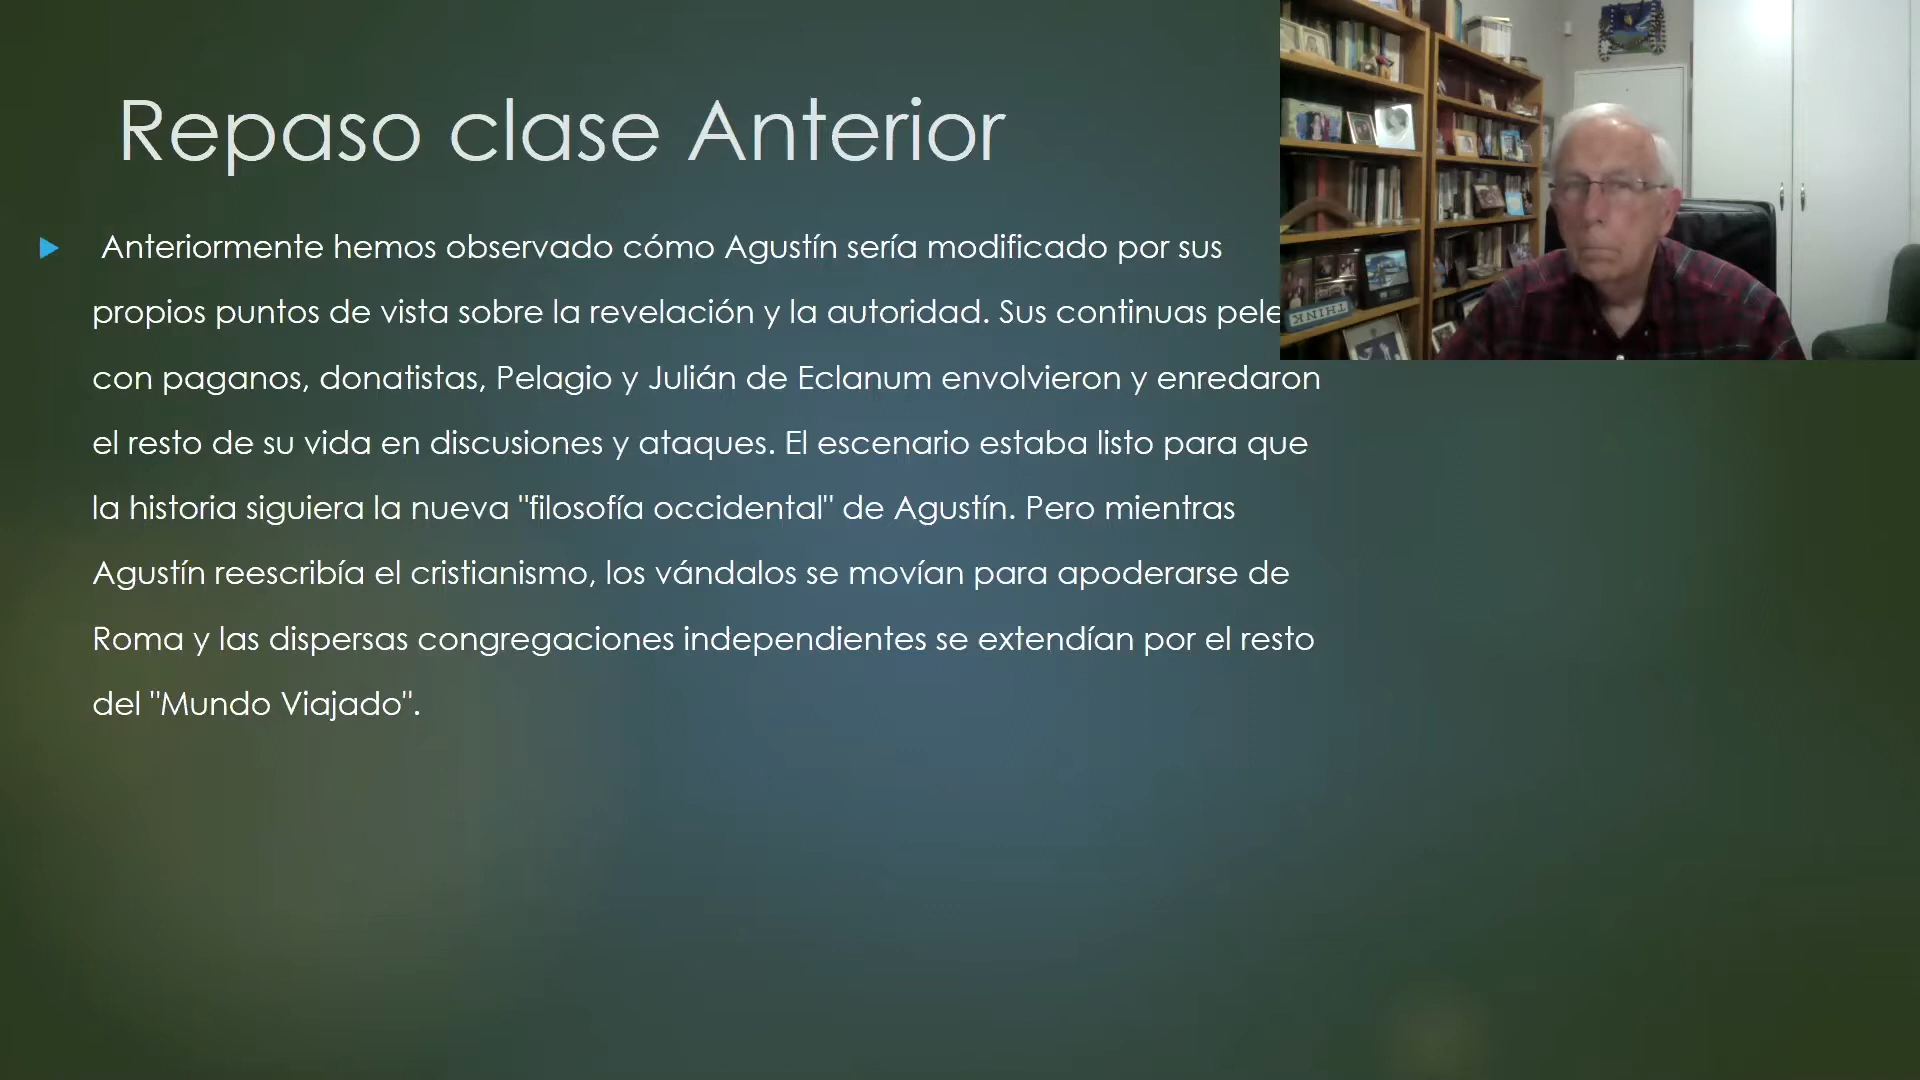 Repaso clase Anterior
Anteriormente hemos observado cómo Agustín sería modificado por sus
propios puntos de vista sobre la revelación y la autoridad. Sus continuas
con paganos, donatistas, Pelagio y Julián de Eclanum envolvieron y enredaron
el resto de su vida en discusiones y ataques. El escenario estaba listo para que
la historia siguiera la nueva "filosofía occidental" de Agustín. Pero mientras
Agustín reescribía el cristianismo, los vándalos se movían para apoderarse de
Roma y las dispersas congregaciones independientes se extendían por el resto
del "Mundo Viajado".
THINK